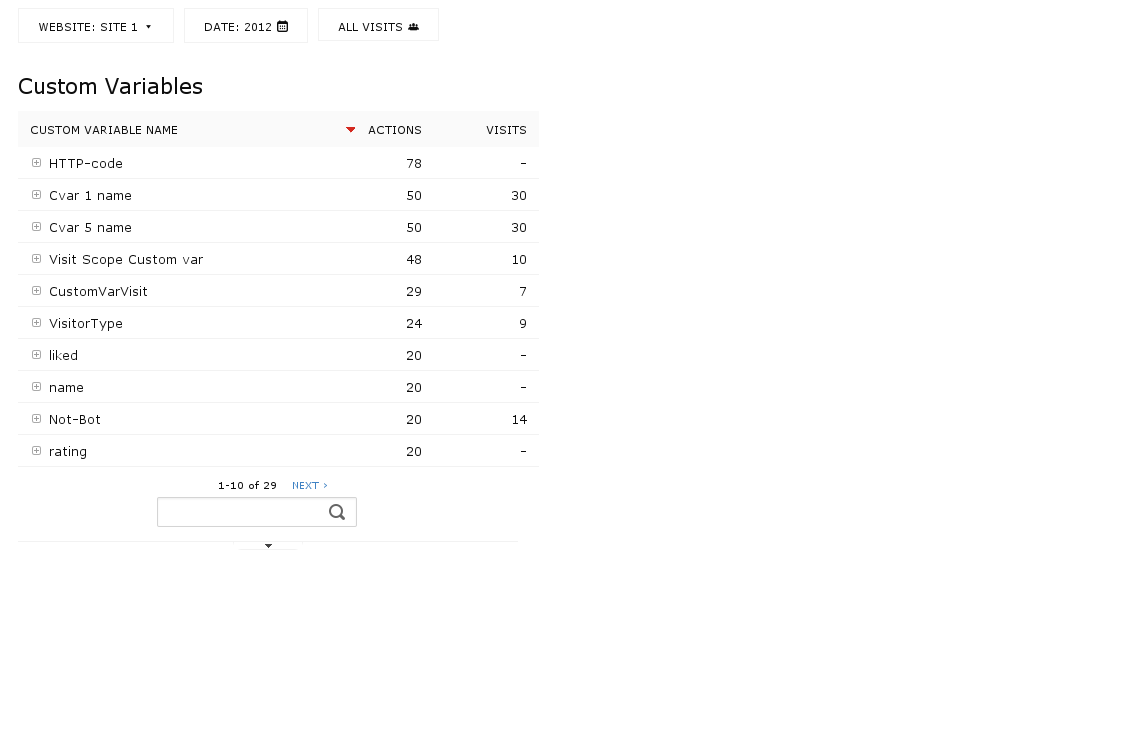 WEBSITE: SITE 1 DATE: 2012 ALL VISITS
Custom Variables
CUSTOM VARIABLE NAME ACTIONS VISITS
HTTP-code 78 -
Cvar 1 name 50 30
Cvar 5 name 50 30
Visit Scope Custom var 48 10
CustomVarVisit 29 7
VisitorType 24 9
liked 20 -
name 20 -
Not-Bot 20 14
rating 20 -
1-10 of 29 NEXT ›